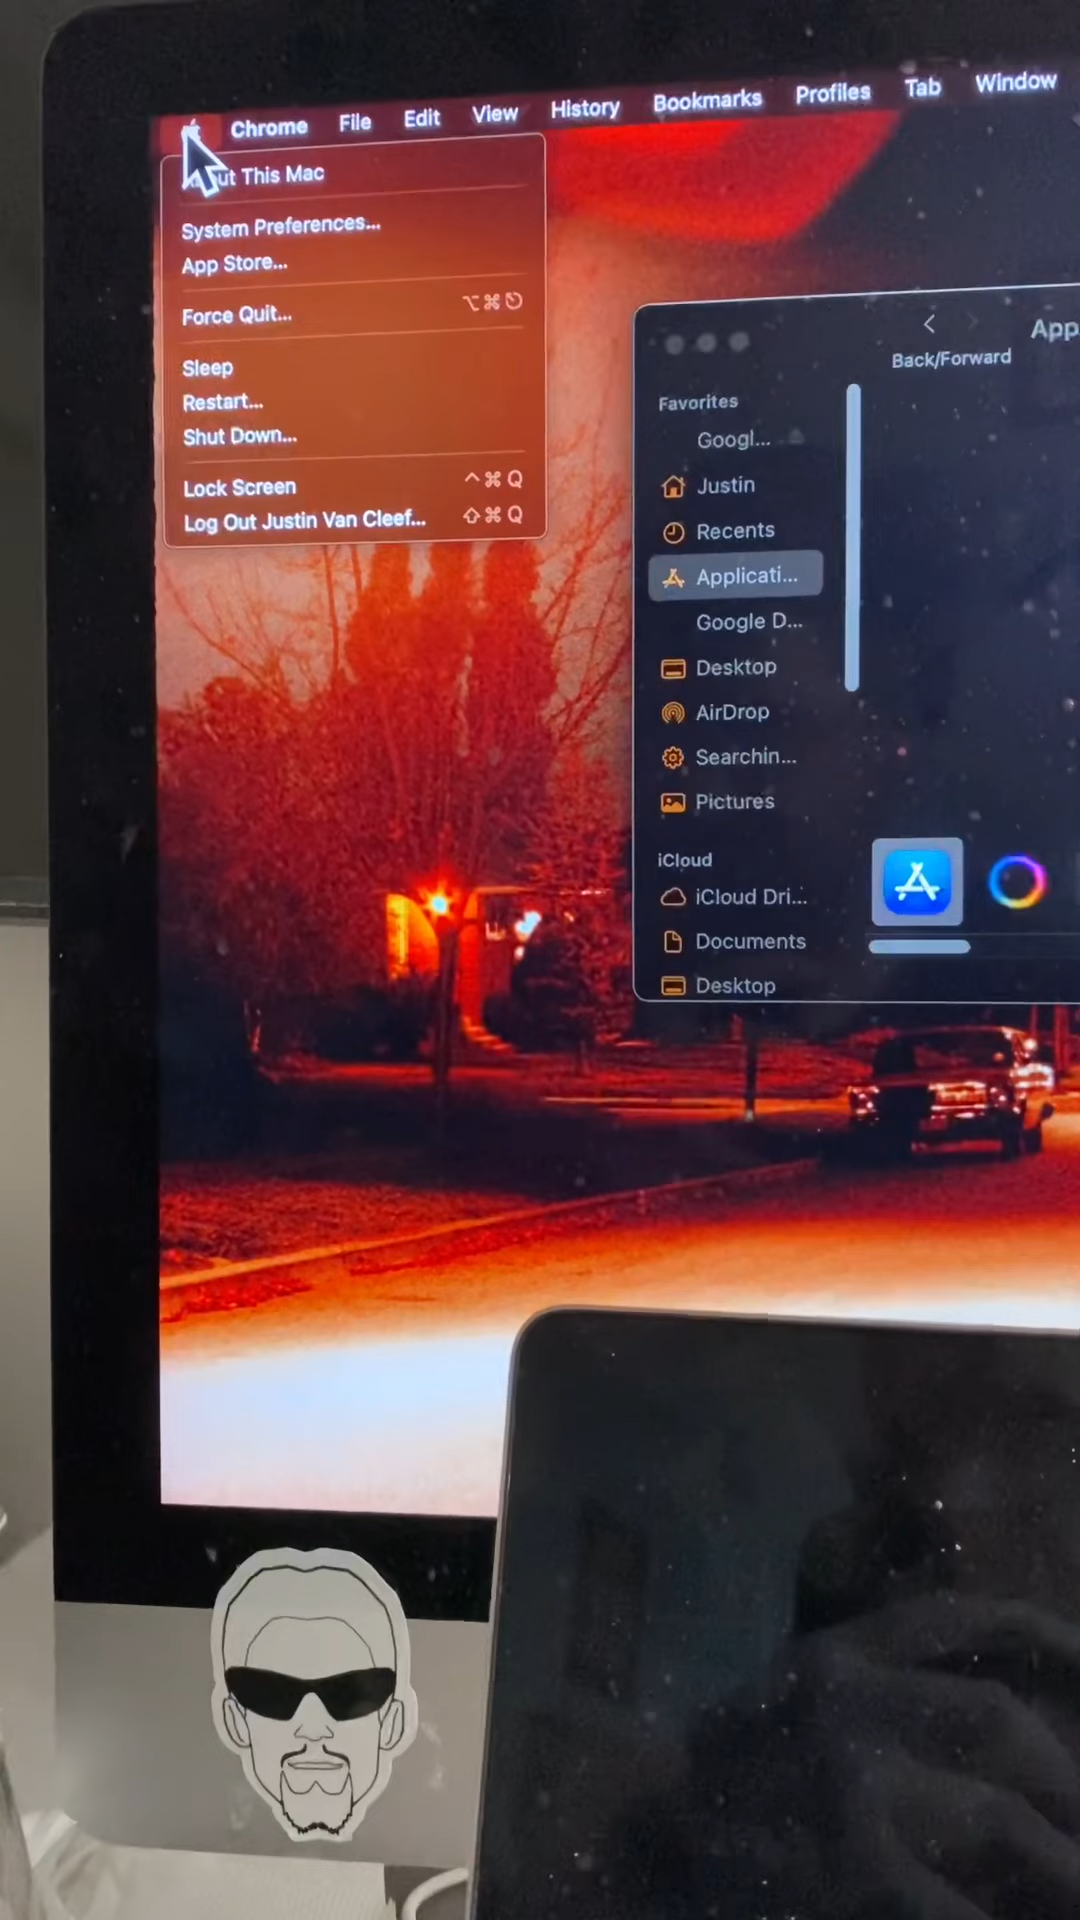 Chrome File Edit View History Bookmarks Profiles Tab Window
ut This Mac
System Preferences...
App Store...
Force Quit... ⌥⌘⎋
Sleep
Restart...
Shut Down...
Lock Screen ^⌘Q
Log Out Justin Van Cleef... ⇧⌘Q
App
Back/Forward
Favorites
Googl...
Justin
Recents
Applicati...
Google D...
Desktop
AirDrop
Searchin...
Pictures
iCloud
iCloud Dri...
Documents
Desktop